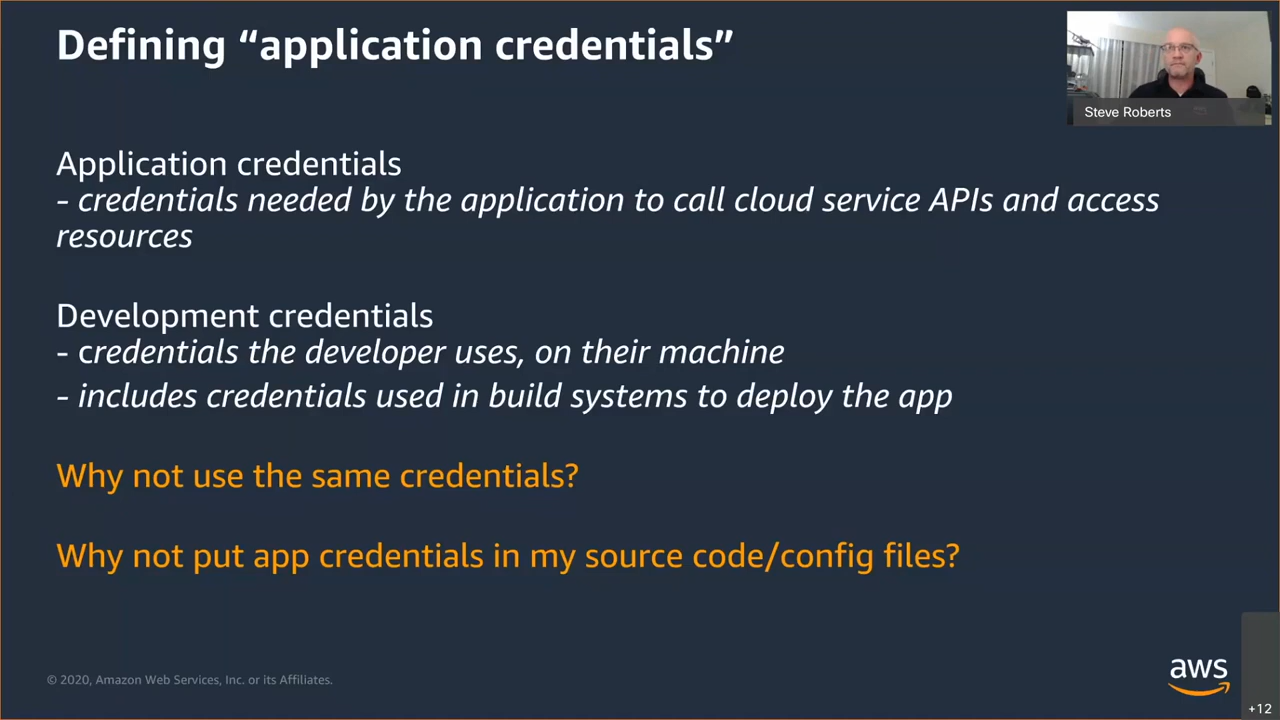 Defining “application credentials”
Steve Roberts
Application credentials
- credentials needed by the application to call cloud service APIs and access
resources
Development credentials
- credentials the developer uses, on their machine
- includes credentials used in build systems to deploy the app
Why not use the same credentials?
Why not put app credentials in my source code/config files?
© 2020, Amazon Web Services, Inc. or its Affiliates.
aws
+12